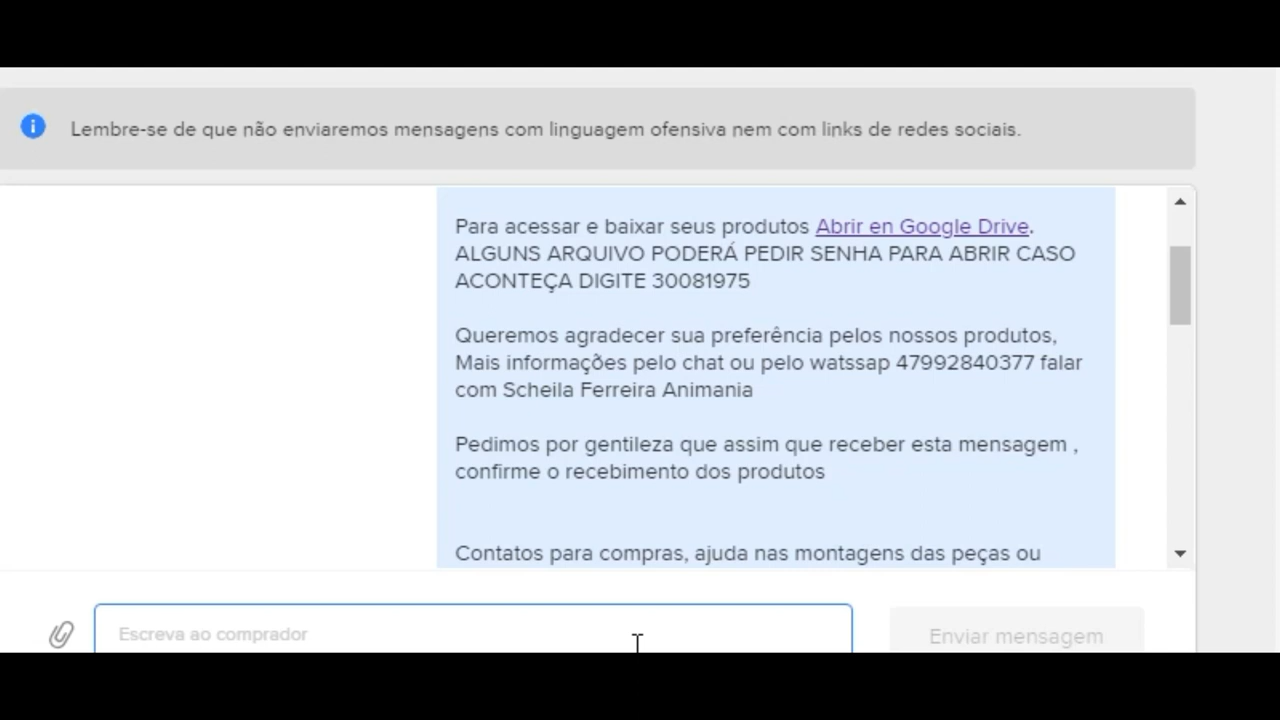 Lembre-se de que não enviaremos mensagens com linguagem ofensiva nem com links de redes sociais.
Para acessar e baixar seus produtos Abrir en Google Drive.
ALGUNS ARQUIVO PODERÁ PEDIR SENHA PARA ABRIR CASO
ACONTEÇA DIGITE 30081975
Queremos agradecer sua preferência pelos nossos produtos,
Mais informações pelo chat ou pelo watssap 47992840377 falar
com Scheila Ferreira Animania
Pedimos por gentileza que assim que receber esta mensagem ,
confirme o recebimento dos produtos
Contatos para compras, ajuda nas montagens das peças ou
Escreva ao comprador
Enviar mensagem